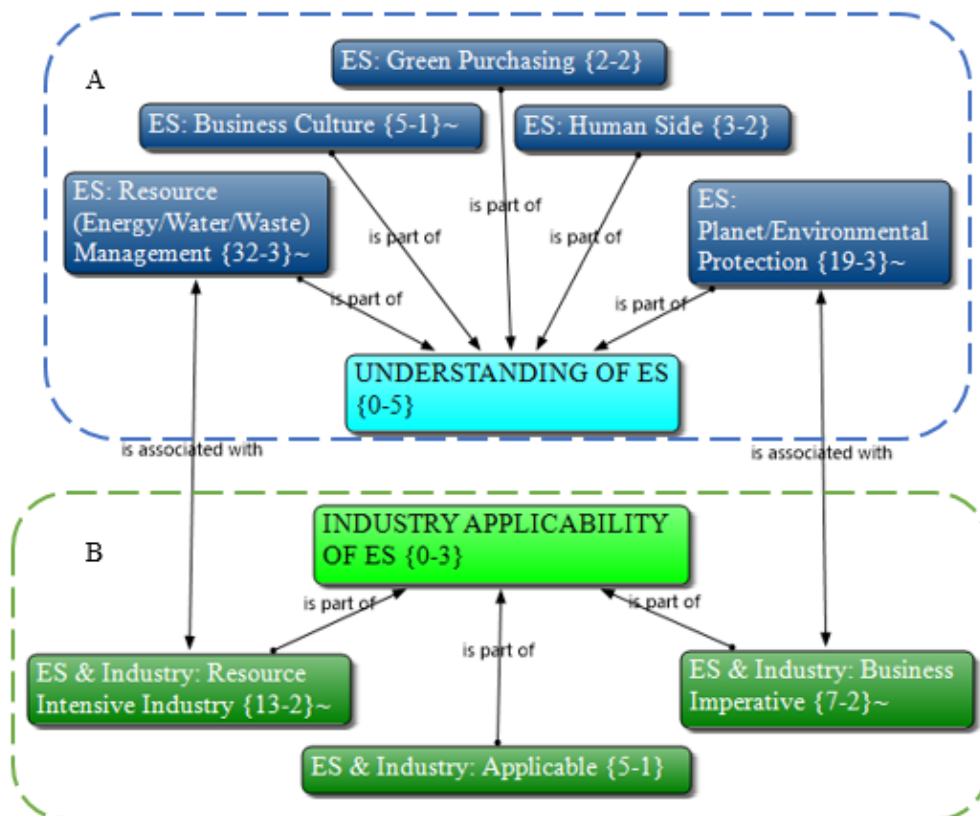 A
ES: Green Purchasing {2-2}
ES: Business Culture {5-1}~
ES: Human Side {3-2}
ES: Resource
(Energy/Water/Waste)
Management {32-3}~
ES:
Planet/Environmental
Protection {19-3}~
is part of
is part of
is part of
is part of
is part of
UNDERSTANDING OF ES
{0-5}
is associated with
is associated with
B
INDUSTRY APPLICABILITY
OF ES {0-3}
is part of
is part of
is part of
ES & Industry: Resource
Intensive Industry {13-2}~
ES & Industry: Business
Imperative {7-2}~
ES & Industry: Applicable {5-1}